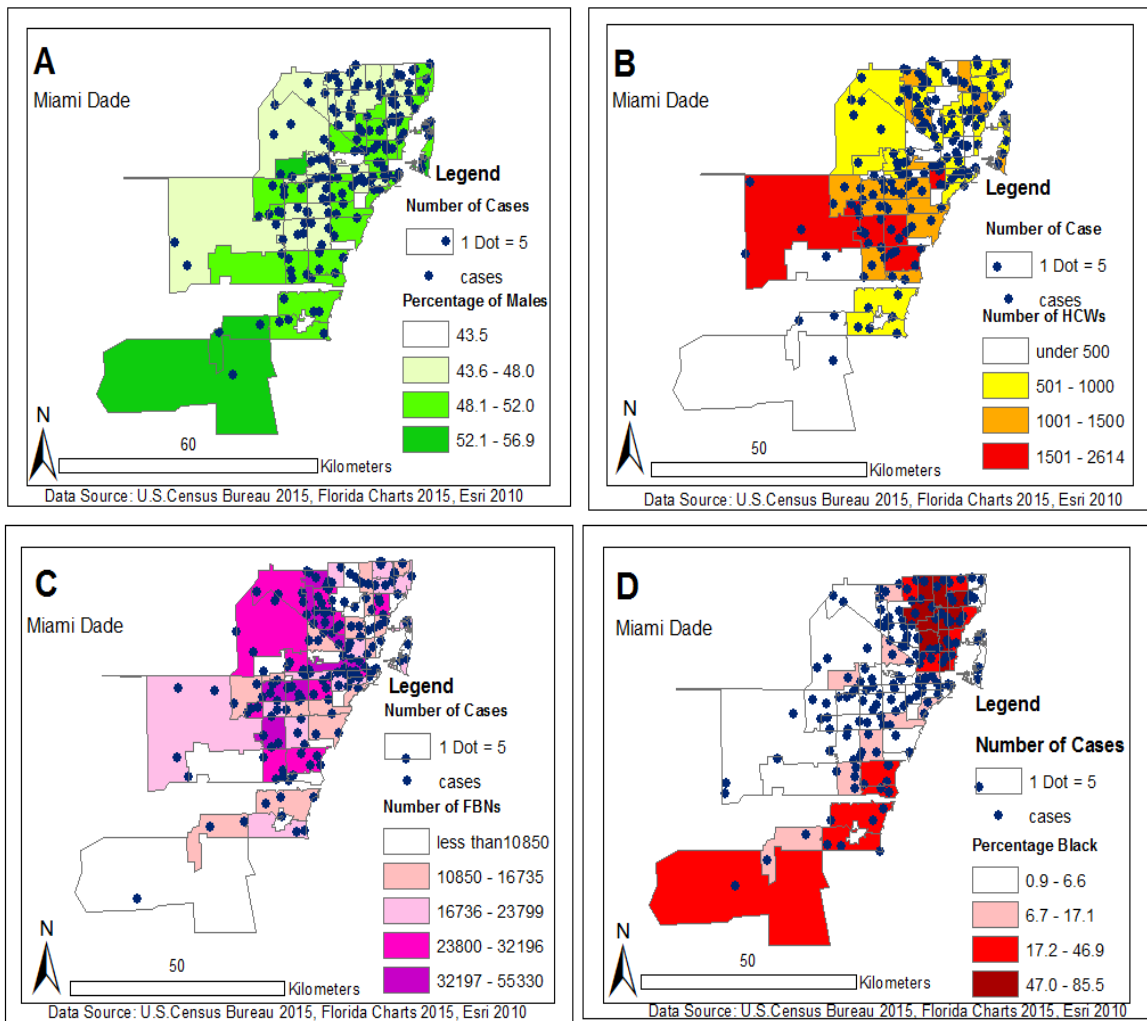 A
Miami Dade
Legend
Number of Cases
1 Dot = 5
cases
Percentage of Males
43.5
43.6 - 48.0
48.1 - 52.0
52.1 - 56.9
N
60
Kilometers
Data Source: U.S.Census Bureau 2015, Florida Charts 2015, Esri 2010
B
Miami Dade
Legend
Number of Case
1 Dot = 5
cases
Number of HCWs
under 500
501 - 1000
1001 - 1500
1501 - 2614
N
50
Kilometers
Data Source: U.S.Census Bureau 2015, Florida Charts 2015, Esri 2010
C
Miami Dade
Legend
Number of Cases
1 Dot = 5
cases
Number of FBNs
less than10850
10850 - 16735
16736 - 23799
23800 - 32196
32197 - 55330
N
50
Kilometers
Data Source: U.S.Census Bureau 2015, Florida Charts 2015, Esri 2010
D
Miami Dade
Legend
Number of Cases
1 Dot = 5
cases
Percentage Black
0.9 - 6.6
6.7 - 17.1
17.2 - 46.9
47.0 - 85.5
N
50
Kilometers
Data Source: U.S.Census Bureau 2015, Florida Charts 2015, Esri 2010